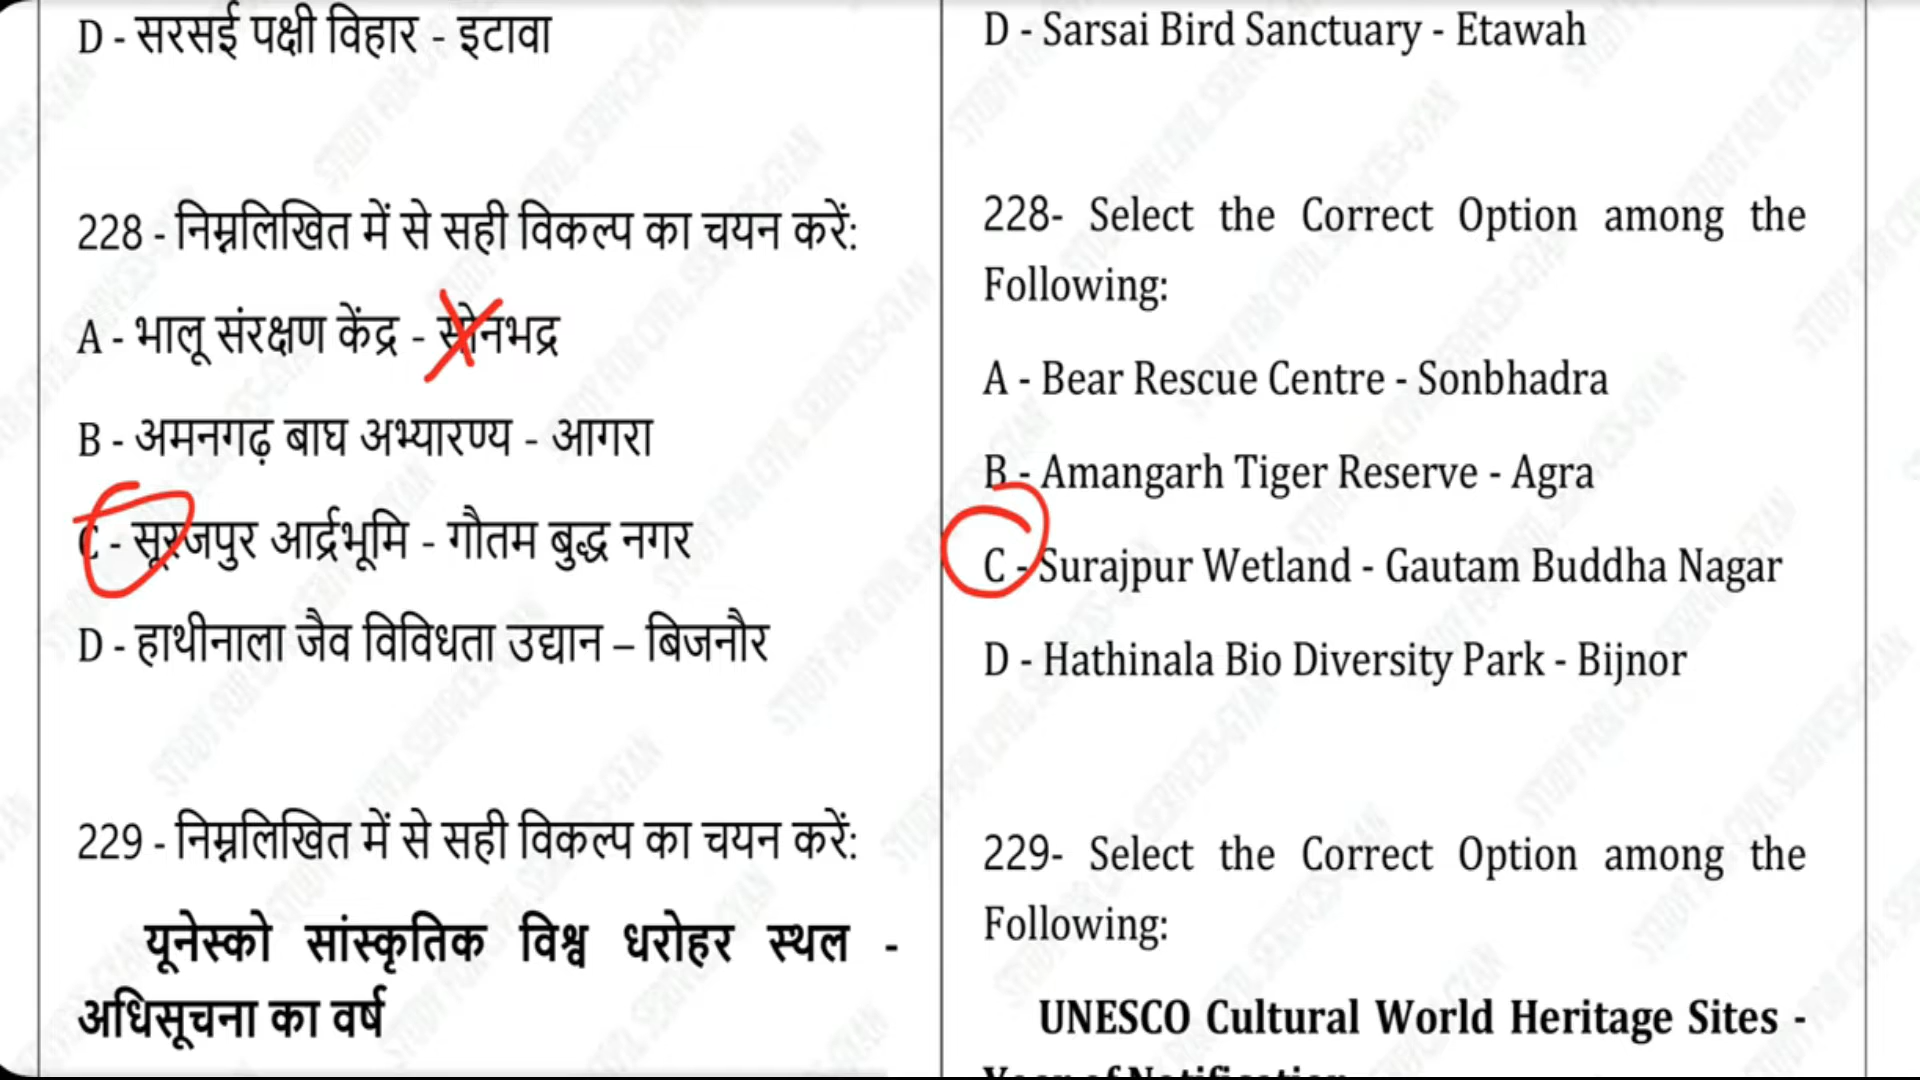 D - सरसई पक्षी विहार - इटावा
228 - निम्नलिखित में से सही विकल्प का चयन करें:
A - भालू संरक्षण केंद्र - सोनभद्र
B - अमनगढ़ बाघ अभ्यारण्य - आगरा
C - सूरजपुर आर्द्रभूमि - गौतम बुद्ध नगर
D - हाथीनाला जैव विविधता उद्यान – बिजनौर
229 - निम्नलिखित में से सही विकल्प का चयन करें:
यूनेस्को सांस्कृतिक विश्व धरोहर स्थल -
अधिसूचना का वर्ष
D - Sarsai Bird Sanctuary - Etawah
228- Select the Correct Option among the
Following:
A - Bear Rescue Centre - Sonbhadra
B - Amangarh Tiger Reserve - Agra
C - Surajpur Wetland - Gautam Buddha Nagar
D - Hathinala Bio Diversity Park - Bijnor
229- Select the Correct Option among the
Following:
UNESCO Cultural World Heritage Sites -
Year of Notification